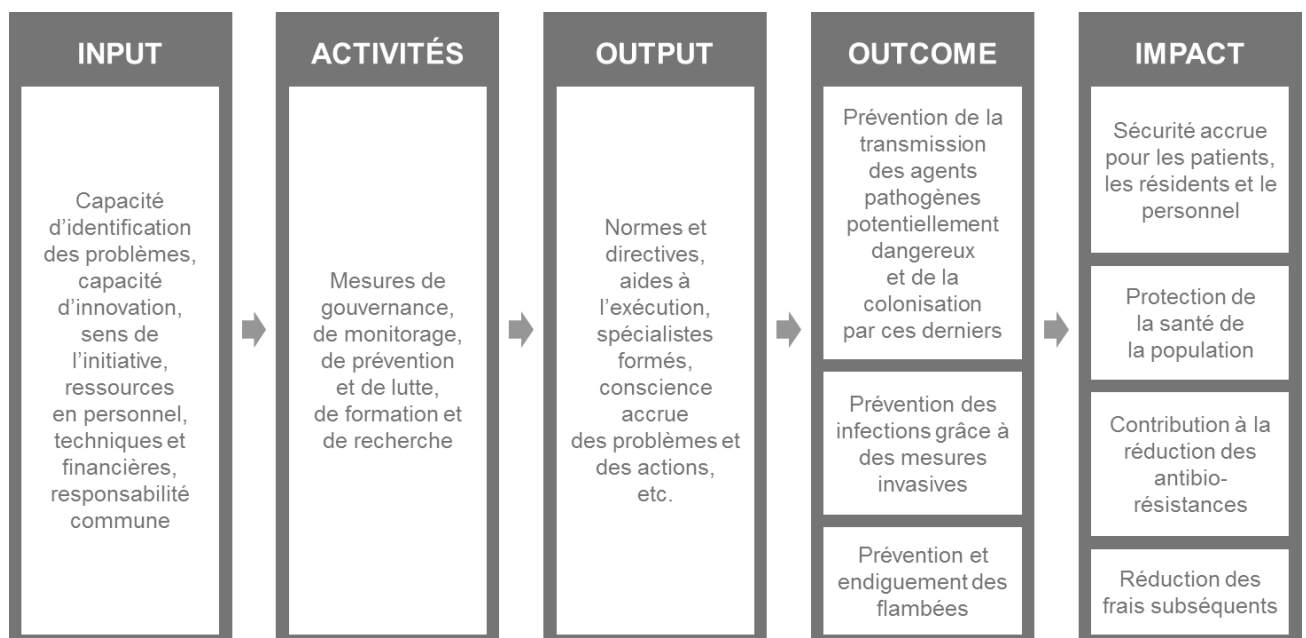 INPUT
Capacité
d’identification
des problèmes,
capacité
d’innovation,
sens de
l’initiative,
ressources
en personnel,
techniques et
financières,
responsabilité
commune
ACTIVITÉS
Mesures de
gouvernance,
de monitorage,
de prévention
et de lutte,
de formation et
de recherche
OUTPUT
Normes et
directives,
aides à
l’exécution,
spécialistes
formés,
conscience
accrue
des problèmes et
des actions,
etc.
OUTCOME
Prévention de la
transmission
des agents
pathogènes
potentiellement
dangereux
et de la
colonisation
par ces derniers
Prévention des
infections grâce à
des mesures
invasives
Prévention et
endiguement des
flambées
IMPACT
Sécurité accrue
pour les patients,
les résidents et le
personnel
Protection de
la santé de
la population
Contribution à la
réduction des
antibio-
résistances
Réduction des
frais subséquents